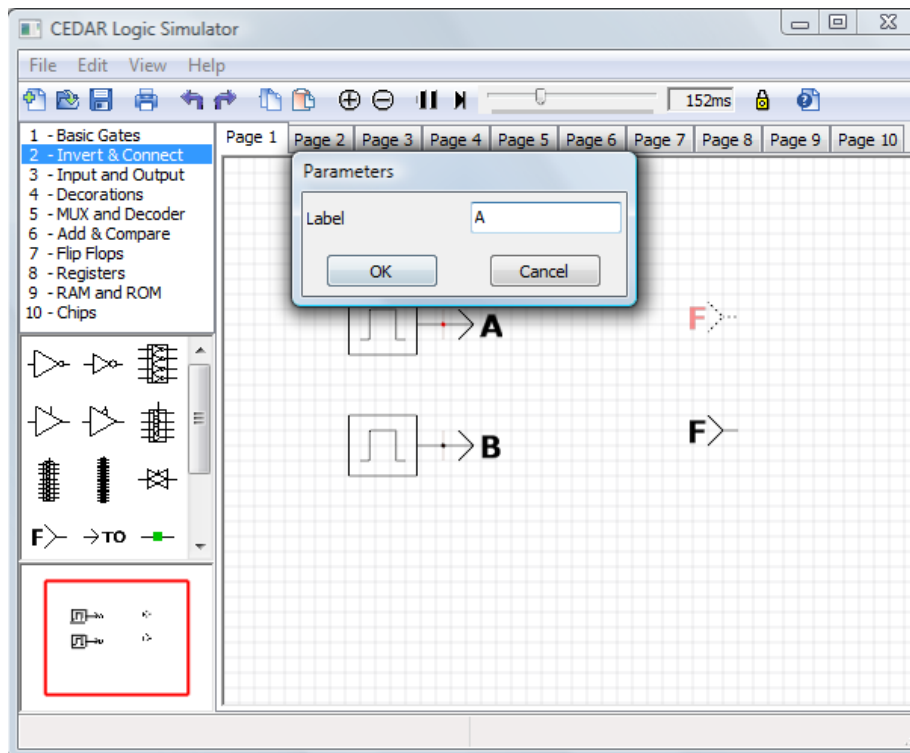 CEDAR Logic Simulator
File Edit View Help
152ms
1 - Basic Gates
2 - Invert & Connect
3 - Input and Output
4 - Decorations
5 - MUX and Decoder
6 - Add & Compare
7 - Flip Flops
8 - Registers
9 - RAM and ROM
10 - Chips
Page 1 Page 2 Page 3 Page 4 Page 5 Page 6 Page 7 Page 8 Page 9 Page 10
Parameters
Label A
OK Cancel
A F
B F
F TO